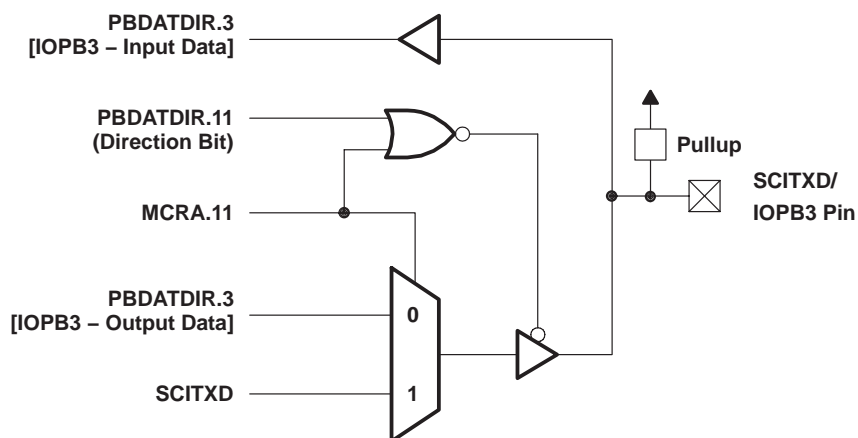 PBDATDIR.3
[IOPB3 – Input Data]
PBDATDIR.11
(Direction Bit)
Pullup
SCITXD/
IOPB3 Pin
MCRA.11
PBDATDIR.3
[IOPB3 – Output Data]
0
SCITXD
1